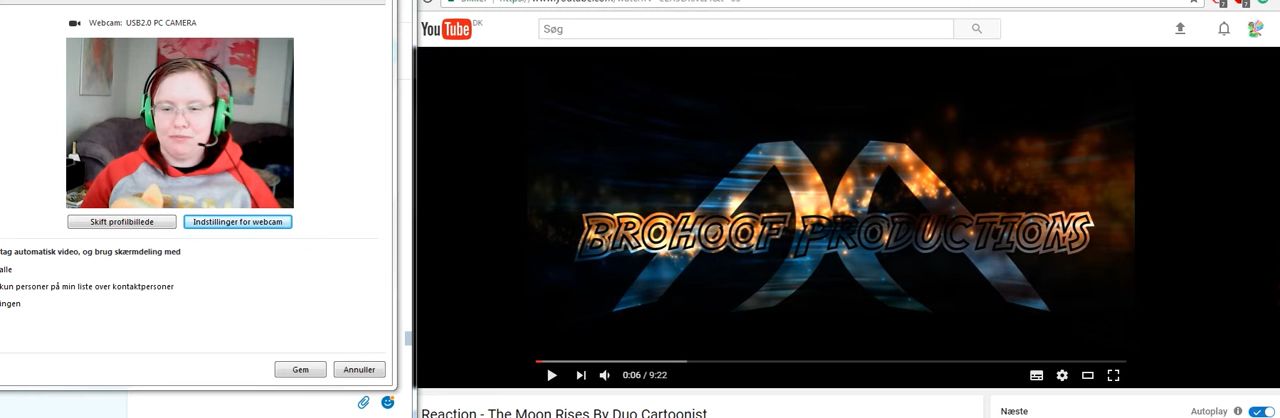 Webcam: USB2.0 PC CAMERA
Skift profilbillede
Indstillinger for webcam
tag automatisk video, og brug skærmdeling med
alle
kun personer på min liste over kontaktpersoner
ingen
Gem
Annuller
YouTube DK
Søg
7
7
BROHOOF PRODUCTIONS
0:06 / 9:22
Reaction - The Moon Rises By Duo Cartoonist
Næste
Autoplay